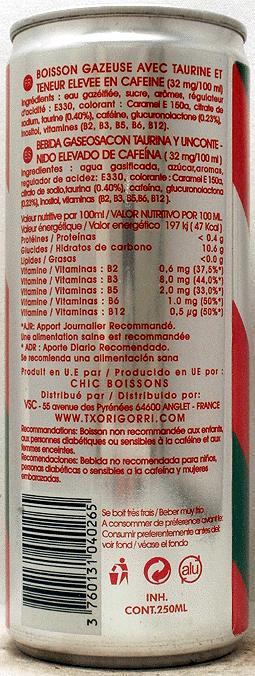 FR BOISSON GAZEUSE AVEC TAURINE ET
TENEUR ELEVEE EN CAFEINE (32 mg/100 ml)
Ingrédients : eau gazéifiée, sucre, arômes, régulateur
d'acidité : E330, colorant : Caramel E 150a, citrate de
sodium, taurine (0.40%), caféine, glucuronolactone (0.23%),
inositol, vitamines (B2, B3, B5, B6, B12).
ES BEBIDA GASEOSACON TAURINA Y UNCONTE -
NIDO ELEVADO DE CAFEÍNA ( 32 mg/100 ml )
Ingredientes : agua gasificada, azúcar,aromas,
regulador de acidez: E330, colorante : Caramel E 150a,
citrato de sodio,taurina (0.40%), cafeína, glucuronolactona
(0.23%), inositol, vitaminas (B2, B3, B5,B6, B12).
Valeur nutritive par 100ml / VALOR NUTRITIVO POR 100 ML
Valeur énergétique / Valor energético 197 kj ( 47 Kcal )
Protéines / Proteínas < 0.4 g
Glucides / Hidratos de carbono 10.6 g
Lipides / Grasas <0.0 g
Vitamine / Vitaminas : B2 0,6 mg (37,5%*)
Vitamine / Vitaminas : B3 8,0 mg (44,0%*)
Vitamine / Vitaminas : B5 2,0 mg (33,0%*)
Vitamine / Vitaminas : B6 1.0 mg (50%*)
Vitamine / Vitaminas : B12 0,5 µg (50%*)
*AJR: Apport Journalier Recommandé.
Une alimentation saine est recommandée
* ADR : Aporte Diario Recomendado.
Se recomienda una alimentación sana
Produit en U.E par / Producido en UE por :
CHIC BOISSONS
Distribué par / Distribuido por :
VSC - 55 avenue des Pyrénées 64600 ANGLET - FRANCE
WWW.TXORIGORRI.COM
Recommandations: Boisson non recommandée aux enfants,
aux personnes diabétiques ou sensibles à la caféine et aux
femmes enceintes.
Recomendaciones: Bebida no recomendada para niños,
personas diabéticas o sensibles a la cafeína y mujeres
embarazadas.
Se boit très frais / Beber muy frío
A consommer de préférence avant le:
Consumir preferentemente antes del:
voir fond / véase el fondo
alu
INH.
CONT.250ML
3 760131 040265